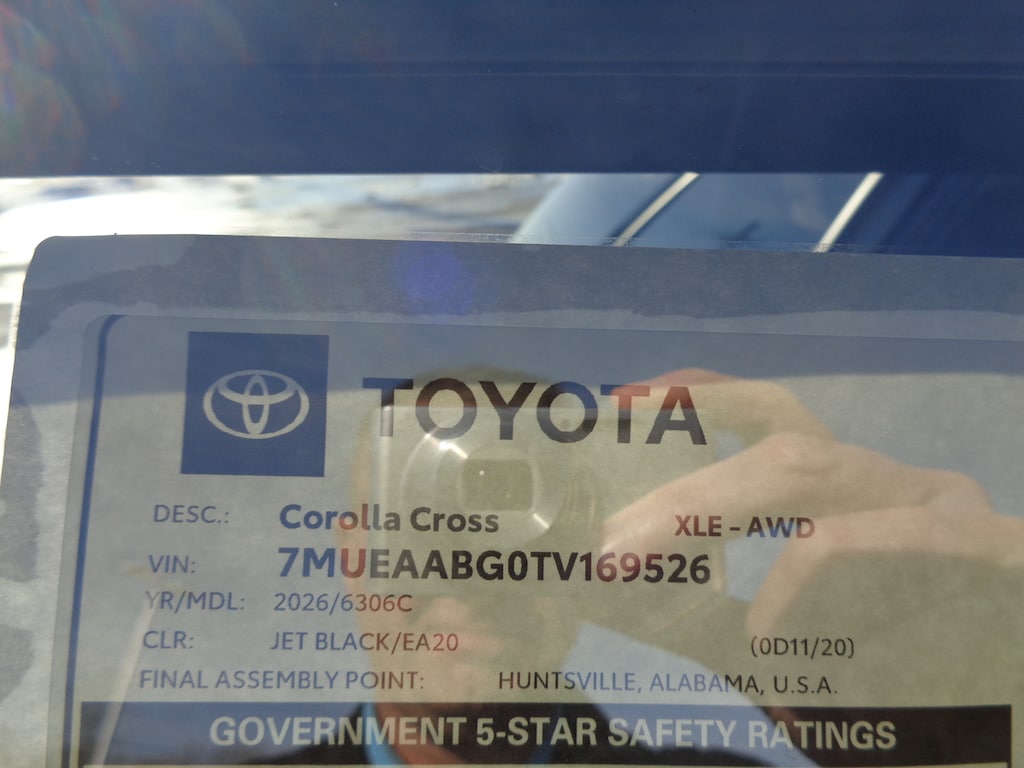 TOYOTA
DESC.: Corolla Cross XLE - AWD
VIN: 7MUEAABG0TV169526
YR/MDL: 2026/6306C
CLR: JET BLACK/EA20 (0D11/20)
FINAL ASSEMBLY POINT: HUNTSVILLE, ALABAMA, U.S.A.
GOVERNMENT 5-STAR SAFETY RATINGS